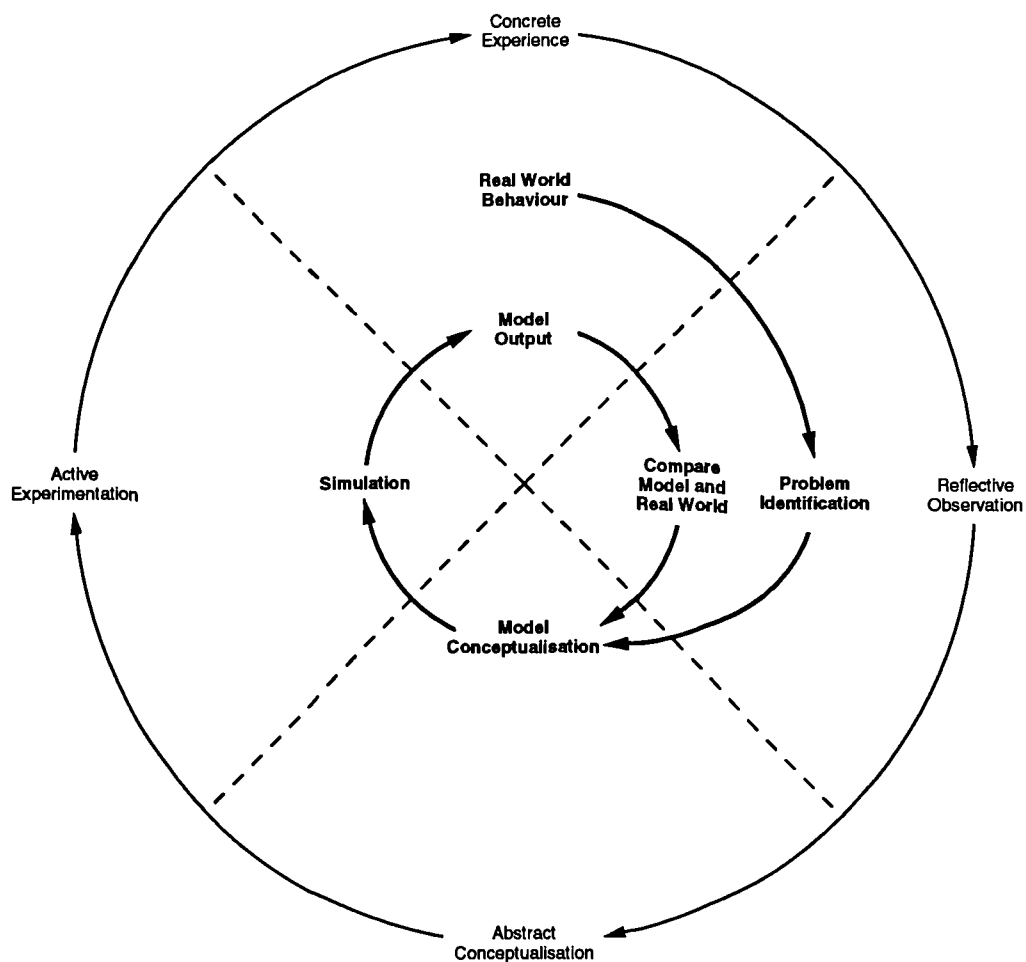 Concrete
Experience
Real World
Behaviour
Model
Output
Active
Experimentation
Simulation
Compare
Model and
Real World
Problem
Identification
Reflective
Observation
Model
Conceptualisation
Abstract
Conceptualisation